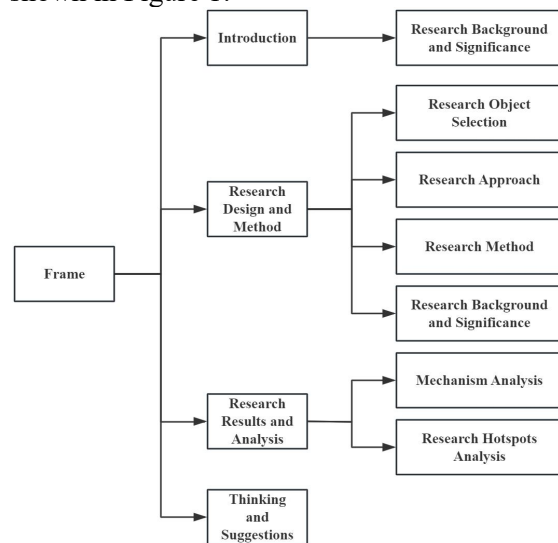 shown in Figure 1.
Introduction
Research Background
and Significance
Research Object
Selection
Research Approach
Research
Design and
Method
Research Method
Frame
Research Background
and Significance
Mechanism Analysis
Research
Results and
Analysis
Research Hotspots
Analysis
Thinking
and
Suggestions